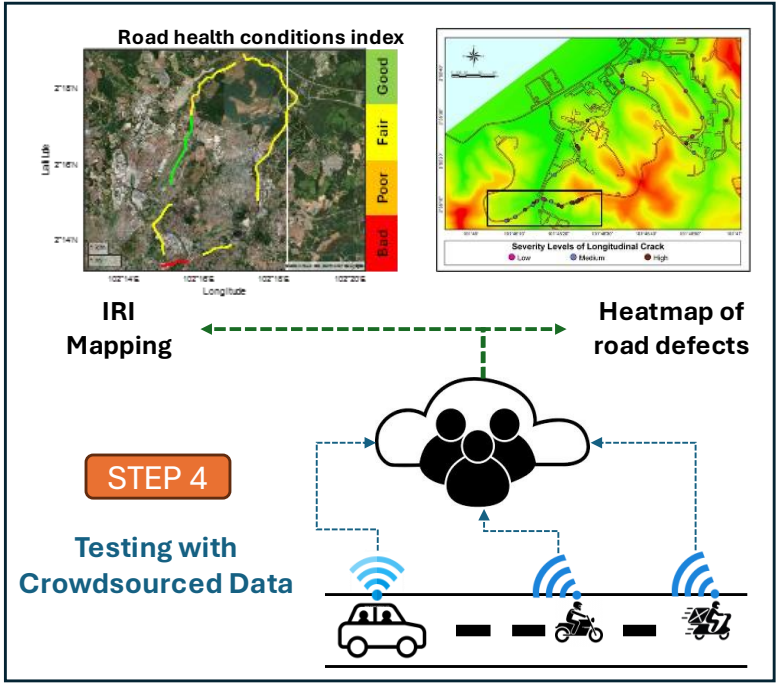 Road health conditions index
Good
Fair
Poor
Bad
2°18'N
2°16'N
2°14'N
Latitude
102°14'E
102°16'E
102°18'E
102°20'E
Longitude
Severity Levels of Longitudinal Crack
Low
Medium
High
IRI
Mapping
Heatmap of
road defects
STEP 4
Testing with
Crowdsourced Data